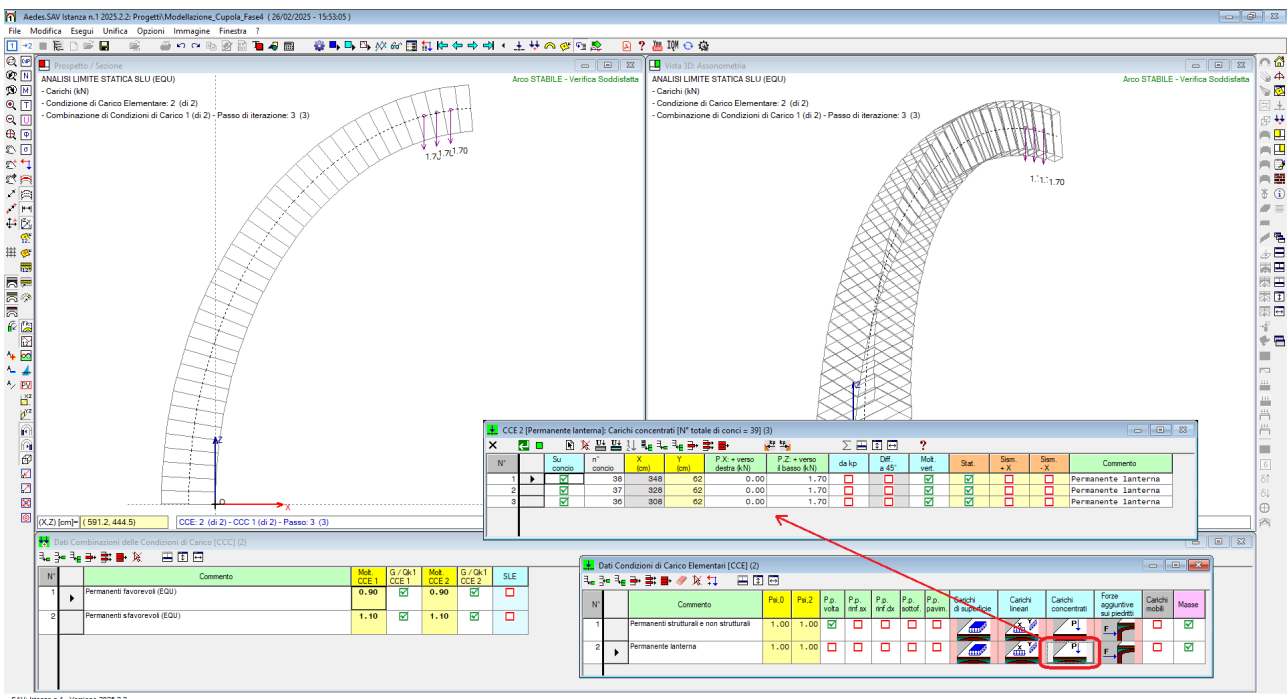 Aedes.SAV Istanza n.1 2025.2.2: Progetti\Modellazione_Cupola_Fase4 ( 26/02/2025 - 15:53:05 )
File Modifica Esegui Unifica Opzioni Immagine Finestra ?
Prospetto / Sezione
ANALISI LIMITE STATICA SLU (EQU)
Arco STABILE - Verifica Soddisfatta
- Carichi (kN)
- Condizione di Carico Elementare: 2 (di 2)
- Combinazione di Condizioni di Carico 1 (di 2) - Passo di iterazione: 3 (3)
1.70
Z
O
X
(X,Z) [cm]= ( 591.2, 444.5)
CCE: 2 (di 2) - CCC 1 (di 2) - Passo: 3 (3)
Vista 3D: Assonometria
ANALISI LIMITE STATICA SLU (EQU)
Arco STABILE - Verifica Soddisfatta
- Carichi (kN)
- Condizione di Carico Elementare: 2 (di 2)
- Combinazione di Condizioni di Carico 1 (di 2) - Passo di iterazione: 3 (3)
1.70
Z
CCE 2 [Permanente lanterna]: Carichi concentrati [N° totale di conci = 39] (3)
N° Su concio n° concio X (cm) Y (cm) P.X: + verso destra (kN) P.Z: + verso il basso (kN) da kp Diff. a 45° Molt. vert. Stat. Sism. + X Sism. - X Commento
1 38 348 62 0.00 1.70 Permanente lanterna
2 37 328 62 0.00 1.70 Permanente lanterna
3 36 308 62 0.00 1.70 Permanente lanterna
Dati Combinazioni delle Condizioni di Carico [CCC] (2)
N° Commento Molt. CCE 1 G / Qk1 CCE 1 Molt. CCE 2 G / Qk1 CCE 2 SLE
1 Permanenti favorevoli (EQU) 0.90 0.90
2 Permanenti sfavorevoli (EQU) 1.10 1.10
Dati Condizioni di Carico Elementari [CCE] (2)
N° Commento Psi,0 Psi,2 P.p. volta P.p. rinf.sx P.p. rinf.dx P.p. sottof. P.p. pavim. Carichi di superficie Carichi lineari Carichi concentrati Forze aggiuntive sui piedritti Carichi mobili Masse
1 Permanenti strutturali e non strutturali 1.00 1.00
2 Permanente lanterna 1.00 1.00
SAV: Istanza n.1 - Versione 2025.2.2